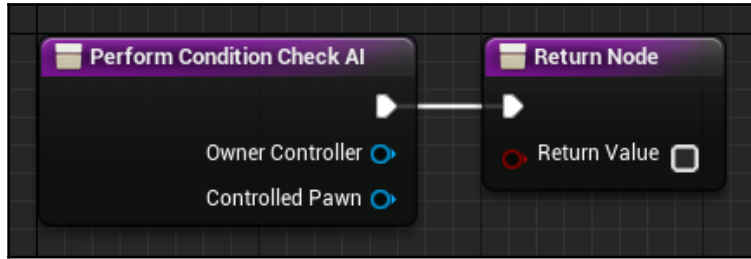 Perform Condition Check AI
Return Node
Owner Controller
Return Value
Controlled Pawn